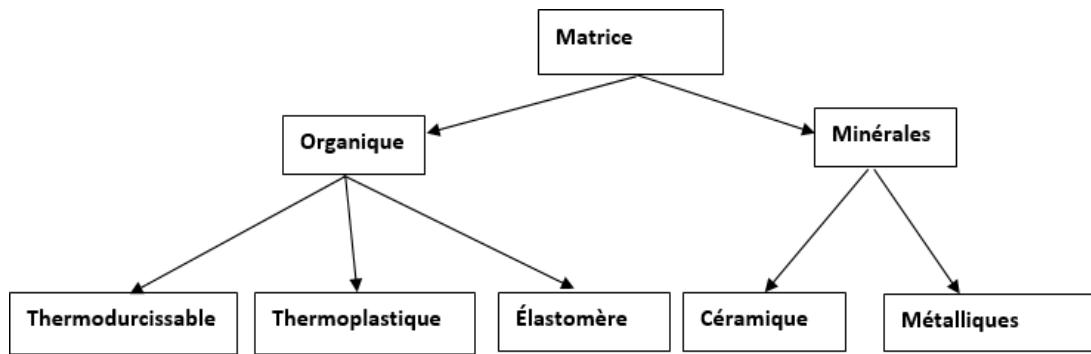 Matrice
Organique
Minérales
Thermodurcissable
Thermoplastique
Élastomère
Céramique
Métalliques